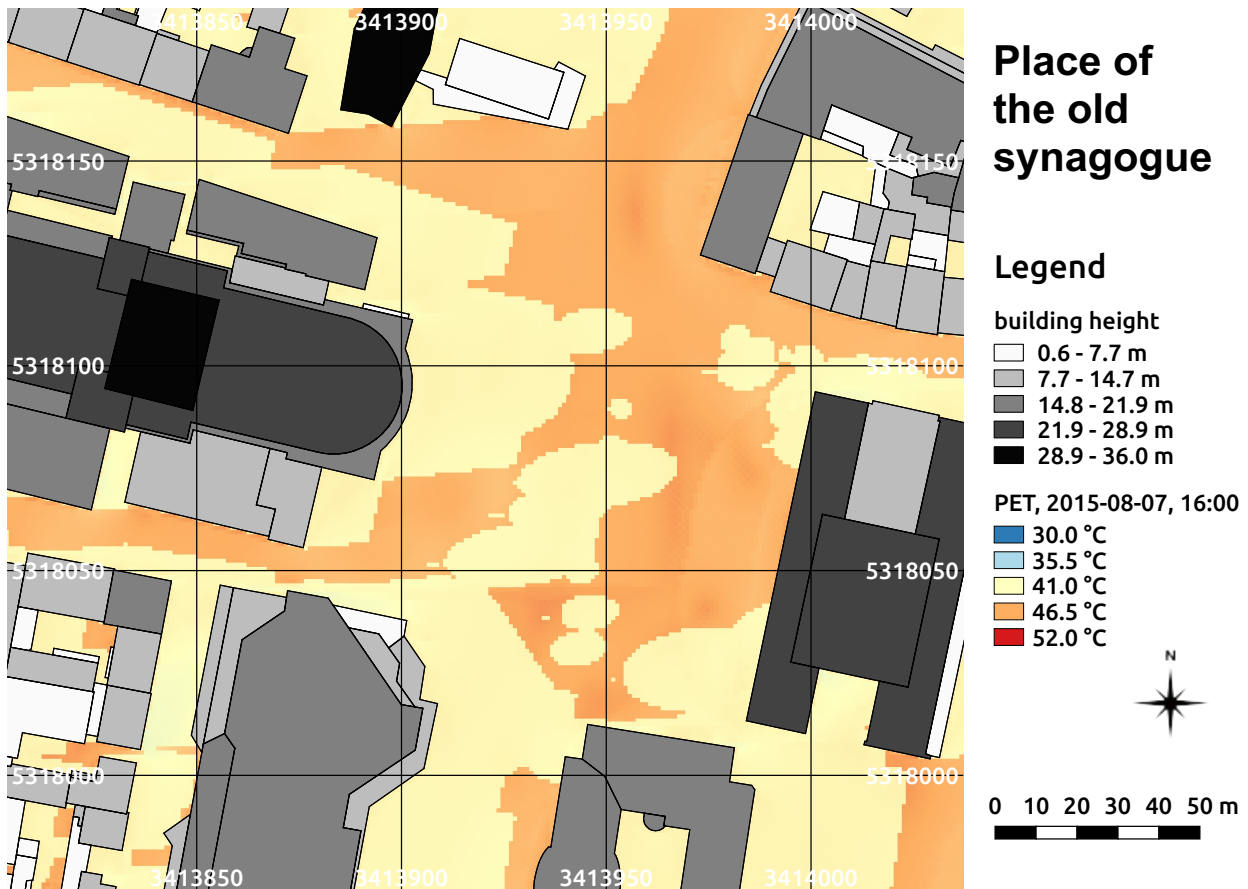 3413850 3413900 3413950 3414000
5318150 5318150
5318100 5318100
5318050 5318050
5318000 5318000
3413850 3413900 3413950 3414000
Place of
the old
synagogue
Legend
building height
0.6 - 7.7 m
7.7 - 14.7 m
14.8 - 21.9 m
21.9 - 28.9 m
28.9 - 36.0 m
PET, 2015-08-07, 16:00
30.0 °C
35.5 °C
41.0 °C
46.5 °C
52.0 °C
N
0 10 20 30 40 50 m